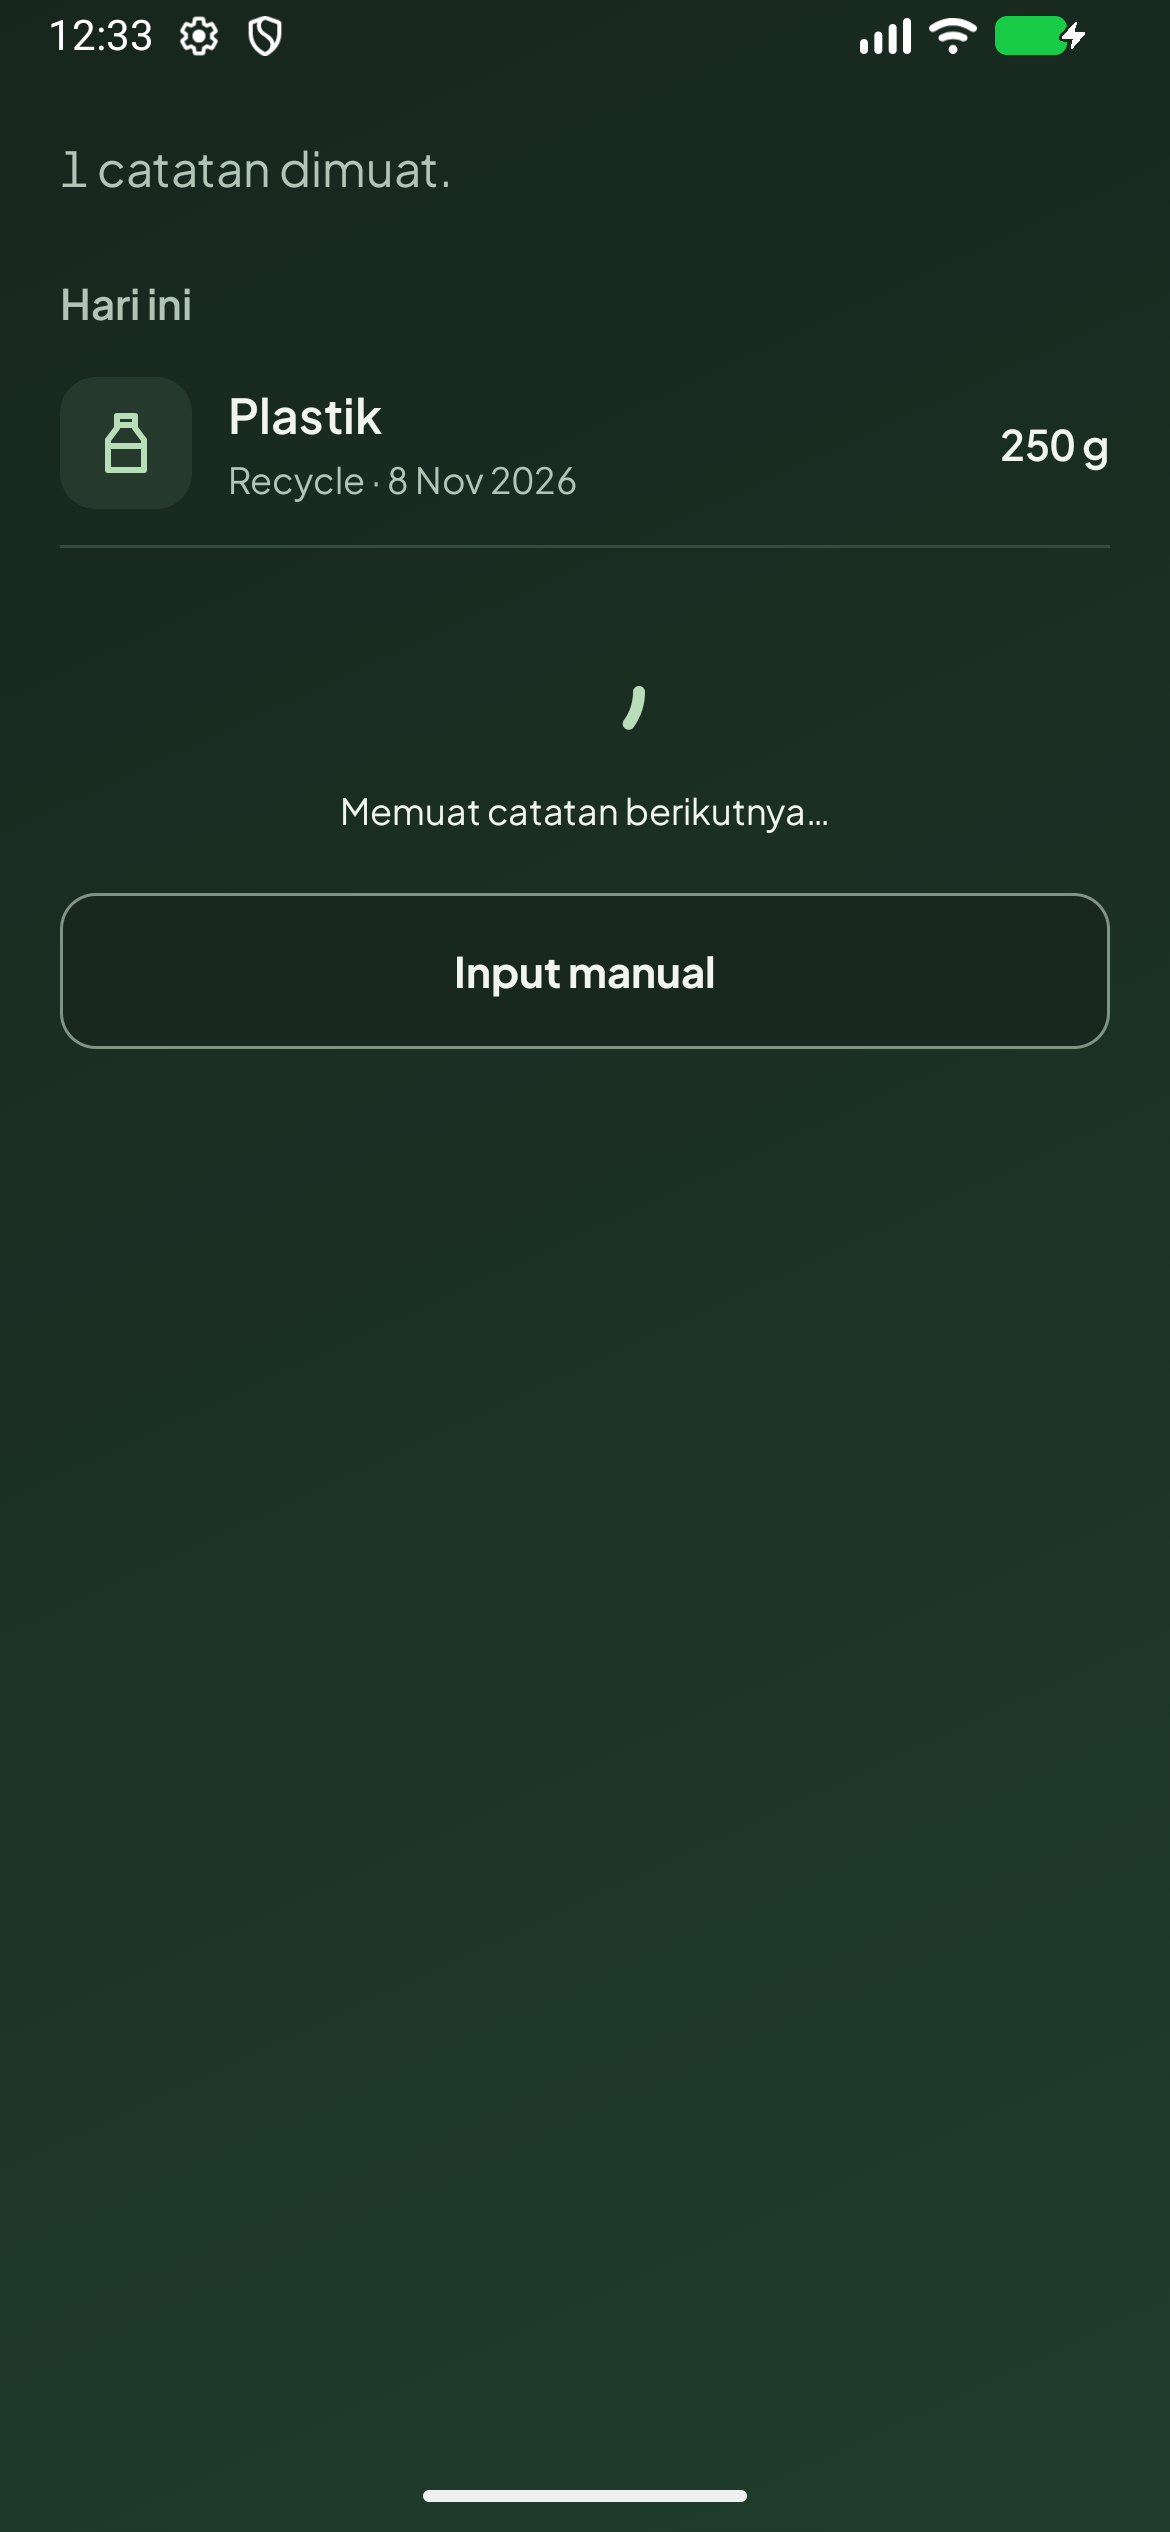 12:33
1 catatan dimuat.
Hari ini
Plastik
Recycle · 8 Nov 2026
250 g
Memuat catatan berikutnya...
Input manual